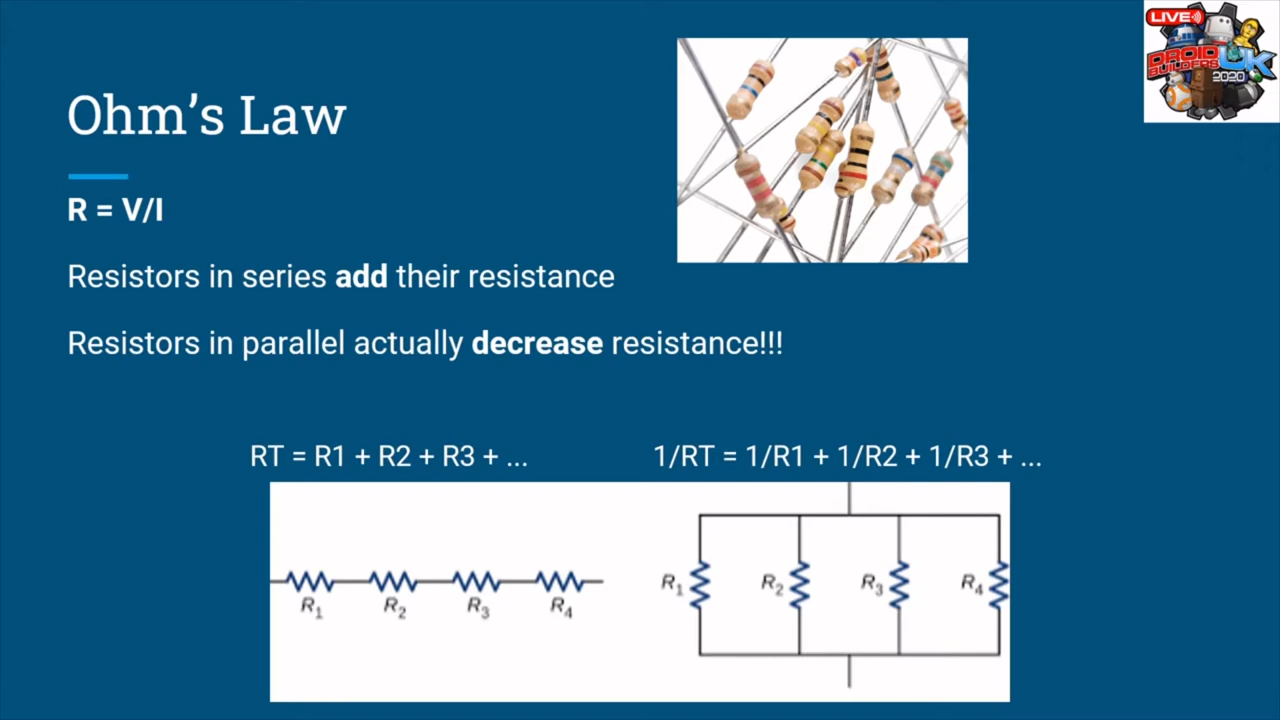 LIVE
DROID
BUILDERS
UK
2020
Ohm's Law
R = V/I
Resistors in series add their resistance
Resistors in parallel actually decrease resistance!!!
RT = R1 + R2 + R3 + ...
1/RT = 1/R1 + 1/R2 + 1/R3 + ...
R₁ R₂ R₃ R₄
R₁ R₂ R₃ R₄